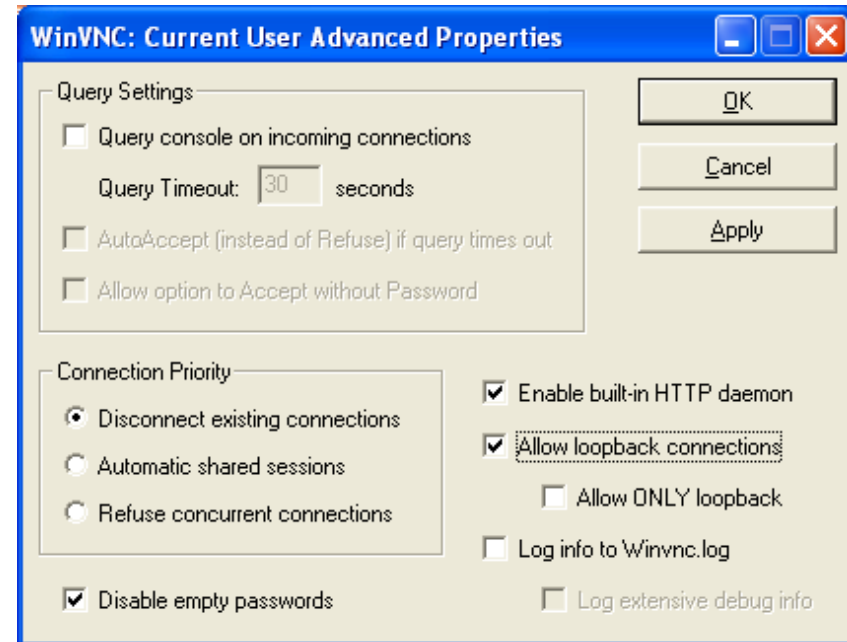 WinVNC: Current User Advanced Properties
Query Settings
Query console on incoming connections
Query Timeout: 30 seconds
AutoAccept (instead of Refuse) if query times out
Allow option to Accept without Password
OK
Cancel
Apply
Connection Priority
Disconnect existing connections
Automatic shared sessions
Refuse concurrent connections
Disable empty passwords
Enable built-in HTTP daemon
Allow loopback connections
Allow ONLY loopback
Log info to Winvnc.log
Log extensive debug info